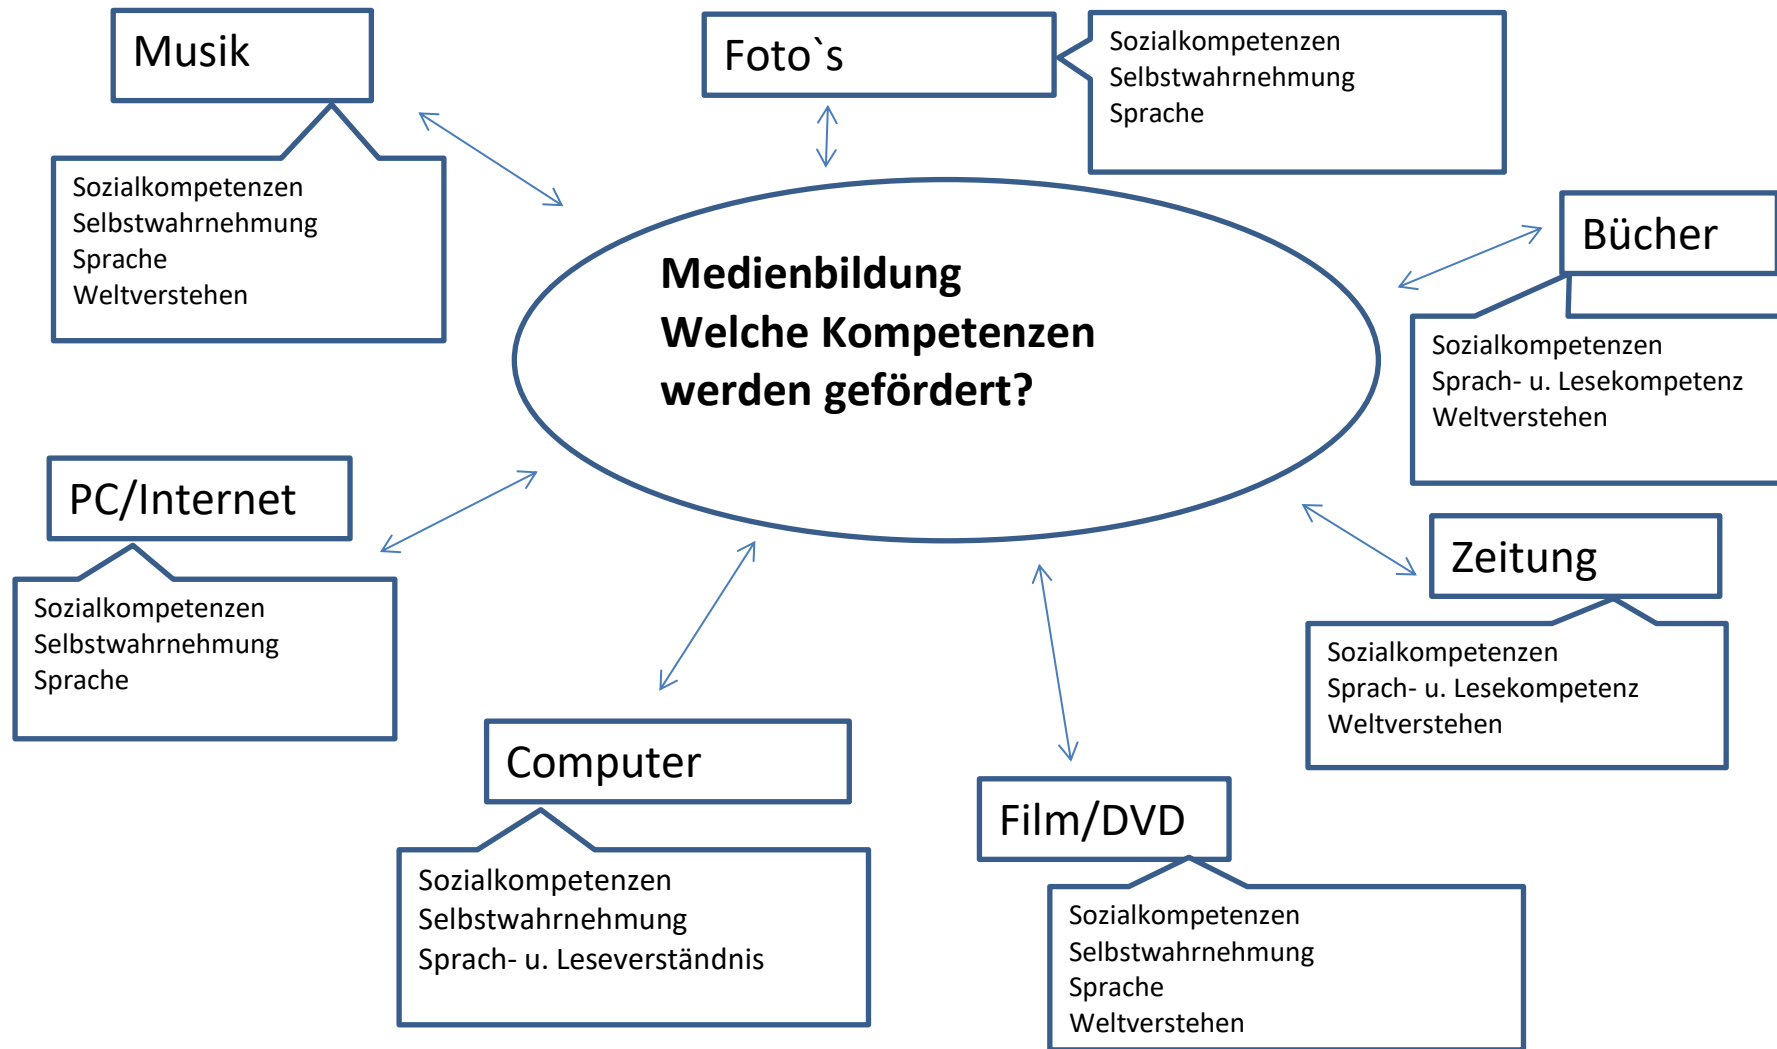 Musik
Sozialkompetenzen
Selbstwahrnehmung
Sprache
Weltverstehen
Foto`s
Sozialkompetenzen
Selbstwahrnehmung
Sprache
Medienbildung
Welche Kompetenzen
werden gefördert?
Bücher
Sozialkompetenzen
Sprach- u. Lesekompetenz
Weltverstehen
PC/Internet
Sozialkompetenzen
Selbstwahrnehmung
Sprache
Zeitung
Sozialkompetenzen
Sprach- u. Lesekompetenz
Weltverstehen
Computer
Sozialkompetenzen
Selbstwahrnehmung
Sprach- u. Leseverständnis
Film/DVD
Sozialkompetenzen
Selbstwahrnehmung
Sprache
Weltverstehen